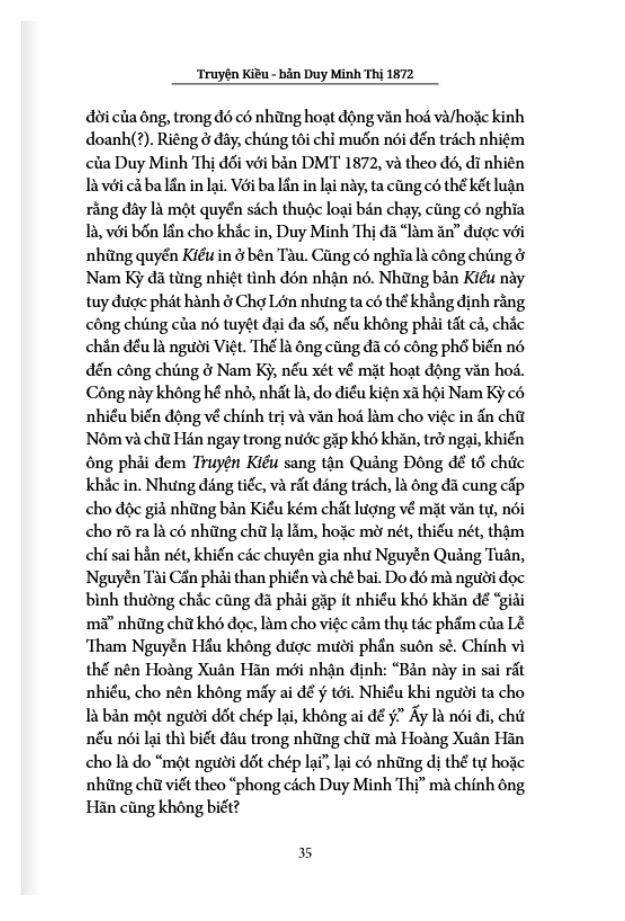 Truyện Kiều - bản Duy Minh Thị 1872
đời của ông, trong đó có những hoạt động văn hoá và/hoặc kinh
doanh(?). Riêng ở đây, chúng tôi chỉ muốn nói đến trách nhiệm
của Duy Minh Thị đối với bản DMT 1872, và theo đó, dĩ nhiên
là với cả ba lần in lại. Với ba lần in lại này, ta cũng có thể kết luận
rằng đây là một quyển sách thuộc loại bán chạy, cũng có nghĩa
là, với bốn lần cho khắc in, Duy Minh Thị đã “làm ăn” được với
những quyển Kiều in ở bên Tàu. Cũng có nghĩa là công chúng ở
Nam Kỳ đã từng nhiệt tình đón nhận nó. Những bản Kiều này
tuy được phát hành ở Chợ Lớn nhưng ta có thể khẳng định rằng
công chúng của nó tuyệt đại đa số, nếu không phải tất cả, chắc
chắn đều là người Việt. Thế là ông cũng đã có công phổ biến nó
đến công chúng ở Nam Kỳ, nếu xét về mặt hoạt động văn hoá.
Công này không hề nhỏ, nhất là, do điều kiện xã hội Nam Kỳ có
nhiều biến động về chính trị và văn hoá làm cho việc in ấn chữ
Nôm và chữ Hán ngay trong nước gặp khó khăn, trở ngại, khiến
ông phải đem Truyện Kiều sang tận Quảng Đông để tổ chức
khắc in. Nhưng đáng tiếc, và rất đáng trách, là ông đã cung cấp
cho độc giả những bản Kiều kém chất lượng về mặt văn tự, nói
cho rõ ra là có những chữ lạ lẫm, hoặc mờ nét, thiếu nét, thậm
chí sai hẳn nét, khiến các chuyên gia như Nguyễn Quảng Tuân,
Nguyễn Tài Cẩn phải than phiền và chê bai. Do đó mà người đọc
bình thường chắc cũng đã phải gặp ít nhiều khó khăn để “giải
mã” những chữ khó đọc, làm cho việc cảm thụ tác phẩm của Lễ
Tham Nguyễn Hầu không được mười phần suôn sẻ. Chính vì
thế nên Hoàng Xuân Hãn mới nhận định: “Bản này in sai rất
nhiều, cho nên không mấy ai để ý tới. Nhiều khi người ta cho
là bản một người dốt chép lại, không ai để ý.” Ấy là nói đi, chứ
nếu nói lại thì biết đâu trong những chữ mà Hoàng Xuân Hãn
cho là do “một người dốt chép lại”, lại có những dị thể tự hoặc
những chữ viết theo “phong cách Duy Minh Thị” mà chính ông
Hãn cũng không biết?
35